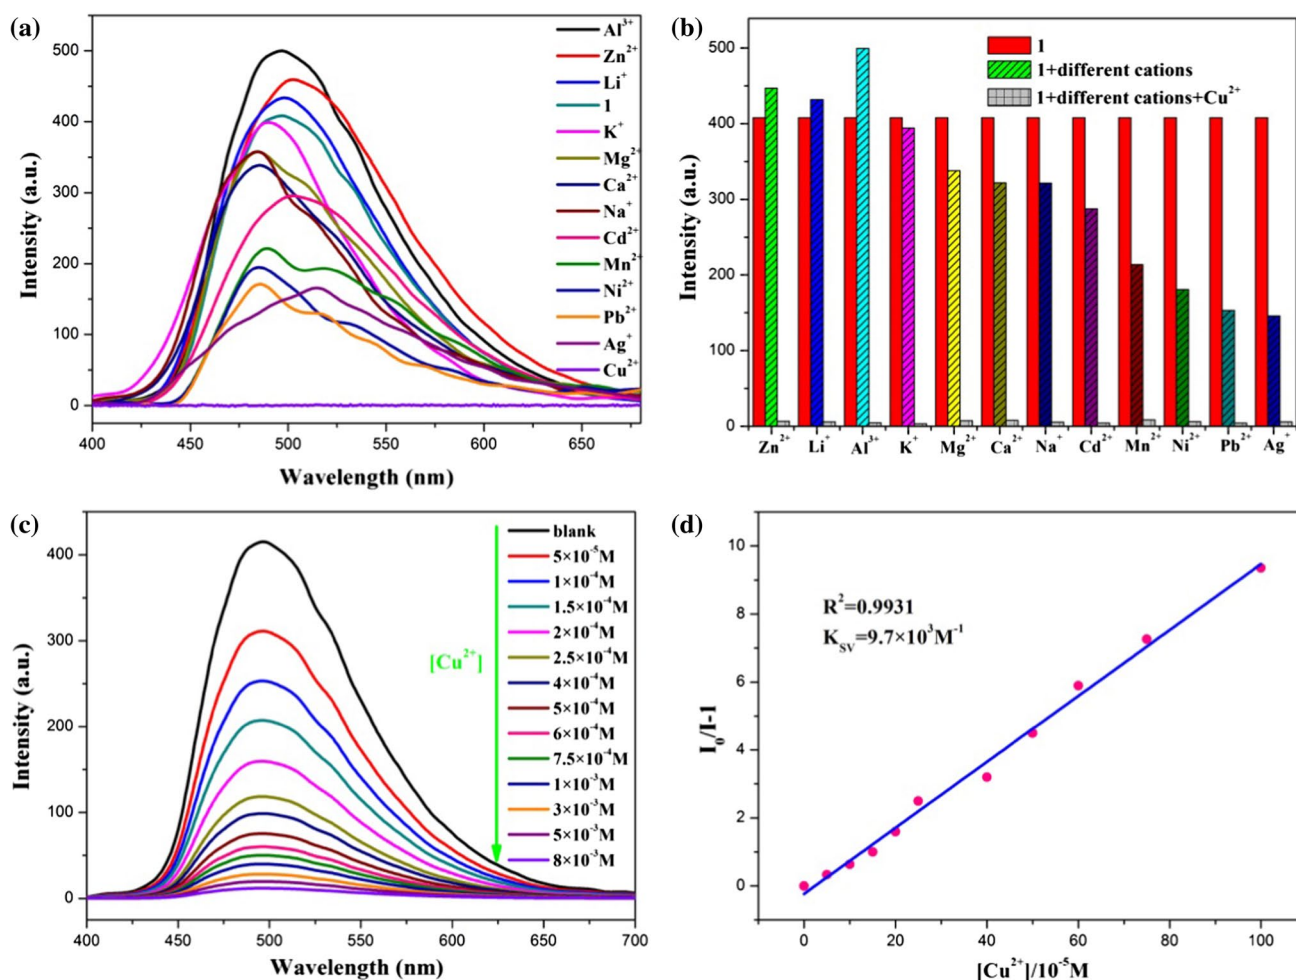 (a)
500
400
300
200
100
0
Intensity (a.u.)
400
450
500
550
600
650
Wavelength (nm)
Al³⁺
Zn²⁺
Li⁺
1
K⁺
Mg²⁺
Ca²⁺
Na⁺
Cd²⁺
Mn²⁺
Ni²⁺
Pb²⁺
Ag⁺
Cu²⁺
(b)
500
400
300
200
100
0
Intensity (a.u.)
1
1+different cations
1+different cations+Cu²⁺
Zn²⁺ Li⁺ Al³⁺ K⁺ Mg²⁺ Ca²⁺ Na⁺ Cd²⁺ Mn²⁺ Ni²⁺ Pb²⁺ Ag⁺
(c)
400
300
200
100
0
Intensity (a.u.)
400
450
500
550
600
650
700
Wavelength (nm)
[Cu²⁺]
blank
5×10⁻⁵M
1×10⁻⁴M
1.5×10⁻⁴M
2×10⁻⁴M
2.5×10⁻⁴M
4×10⁻⁴M
5×10⁻⁴M
6×10⁻⁴M
7.5×10⁻⁴M
1×10⁻³M
3×10⁻³M
5×10⁻³M
8×10⁻³M
(d)
10
8
6
4
2
0
I₀/I-1
R²=0.9931
K_SV=9.7×10³M⁻¹
0
20
40
60
80
100
[Cu²⁺]/10⁻⁵M